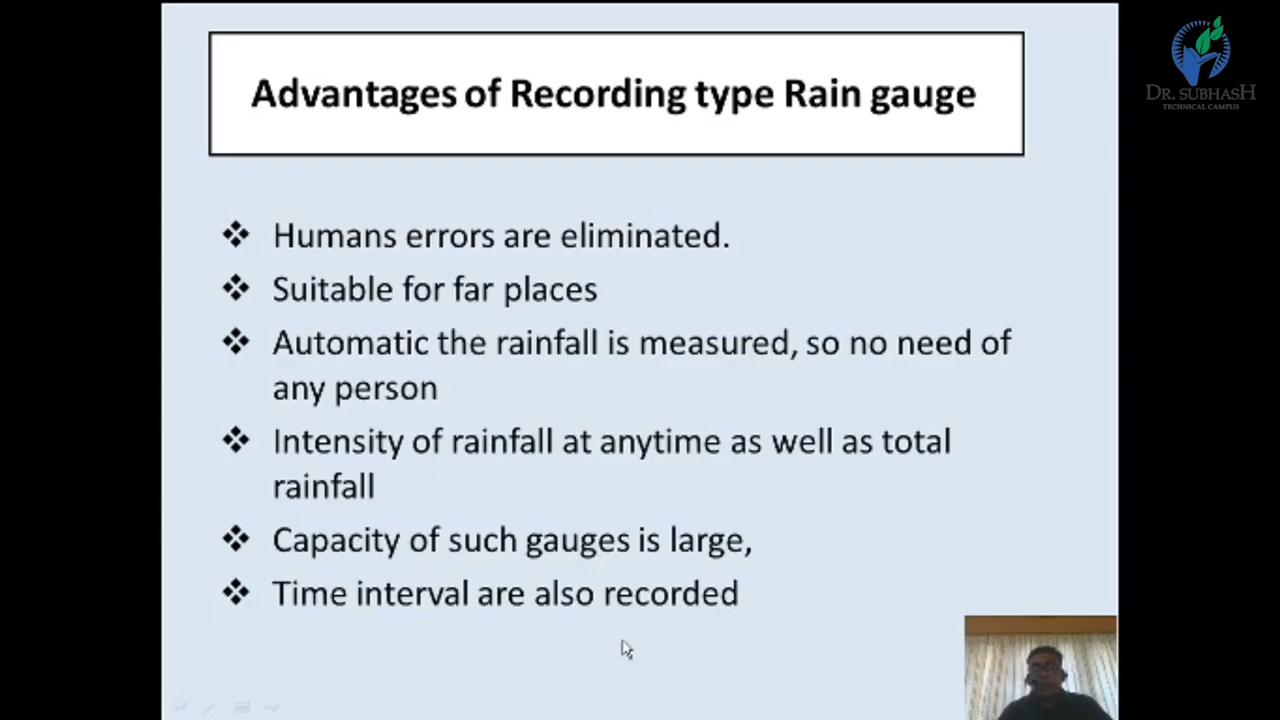 Advantages of Recording type Rain gauge
DR. SUBHASH
TECHNICAL CAMPUS
Humans errors are eliminated.
Suitable for far places
Automatic the rainfall is measured, so no need of
any person
Intensity of rainfall at anytime as well as total
rainfall
Capacity of such gauges is large,
Time interval are also recorded